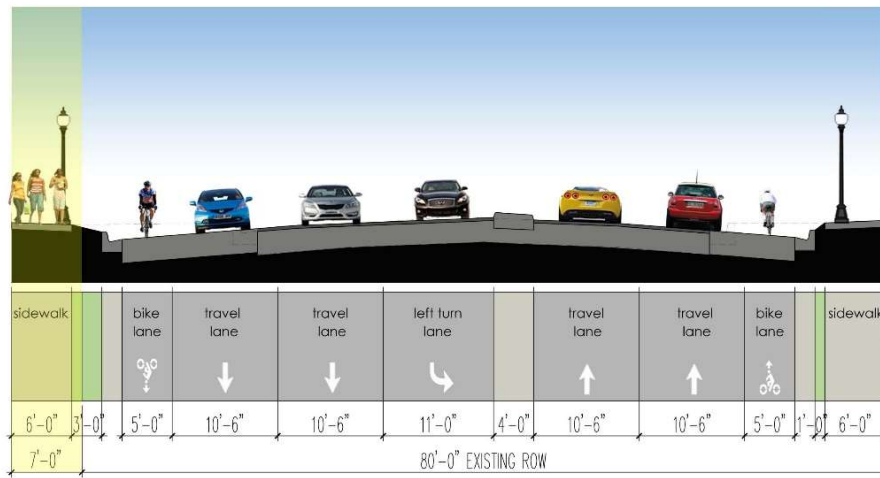 sidewalk
bike
lane
travel
lane
travel
lane
left turn
lane
travel
lane
travel
lane
bike
lane
sidewalk
6'-0" 3'-0" 5'-0" 10'-6" 10'-6" 11'-0" 4'-0" 10'-6" 10'-6" 5'-0" 1'-0" 6'-0"
7'-0" 80'-0" EXISTING ROW